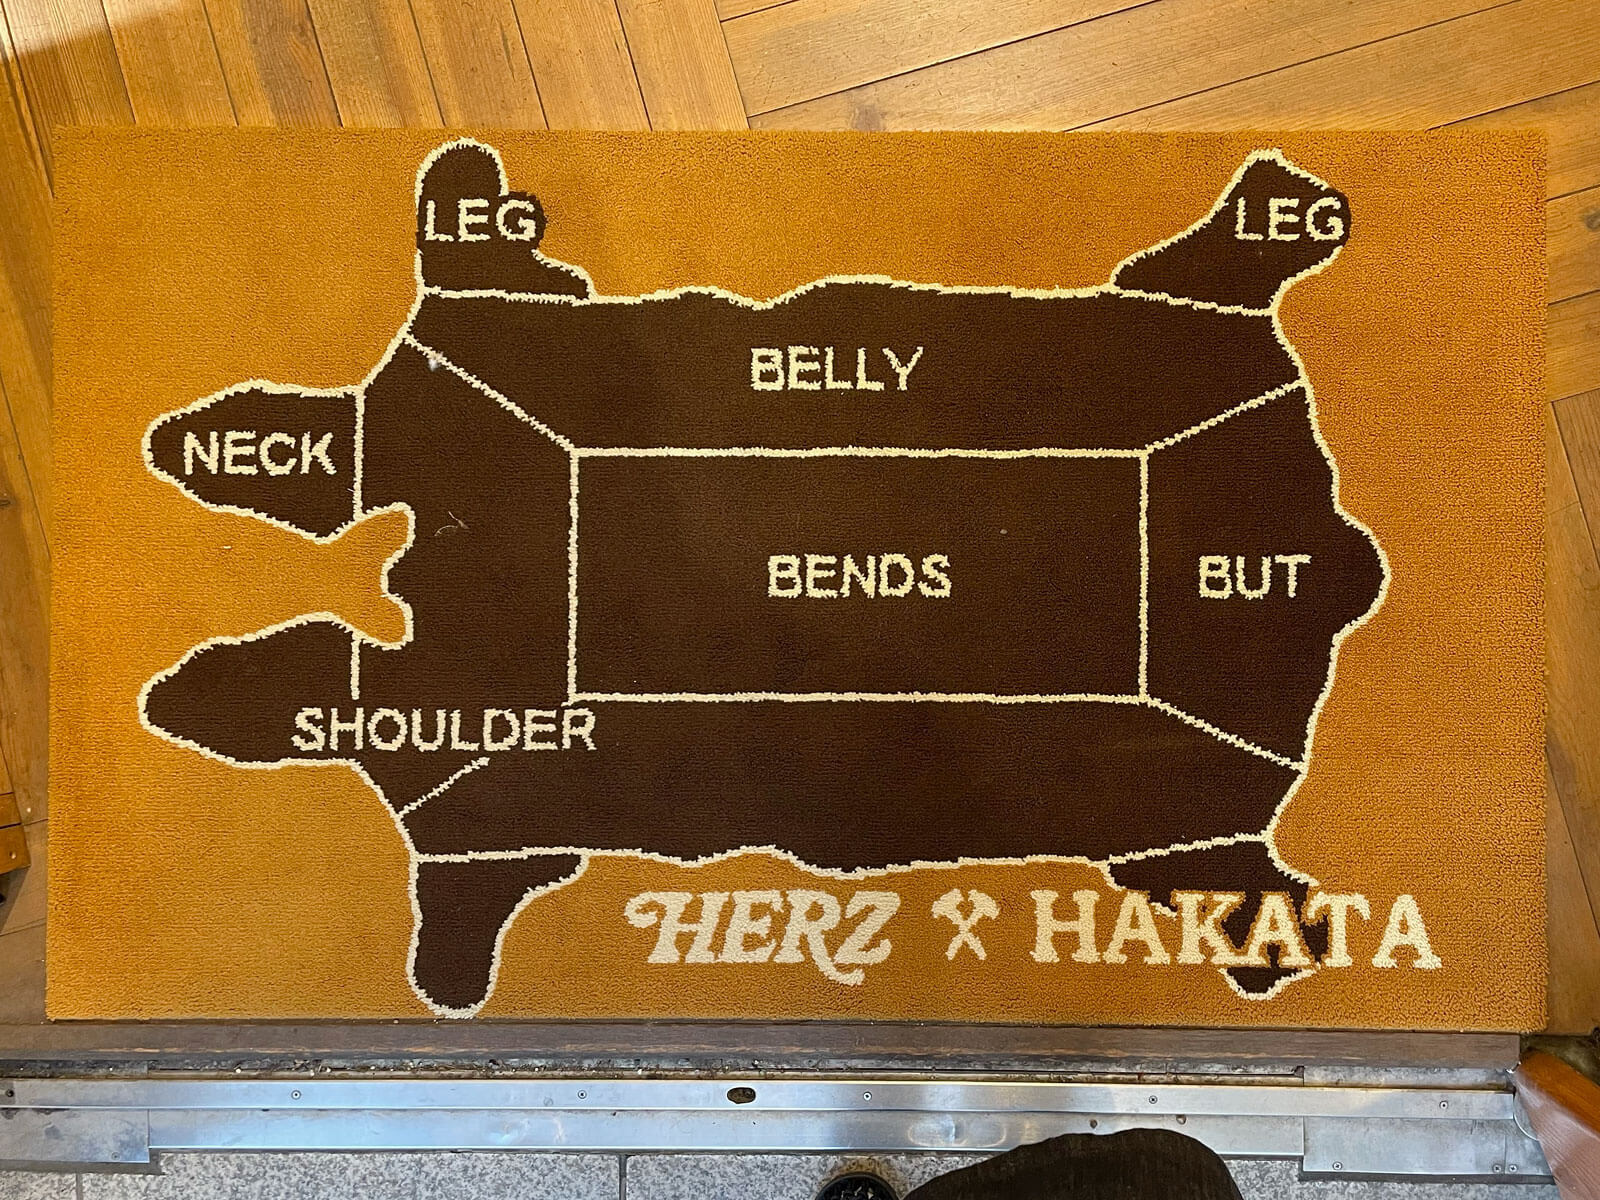 LEG
LEG
BELLY
NECK
BENDS
BUT
SHOULDER
HERZ HAKATA